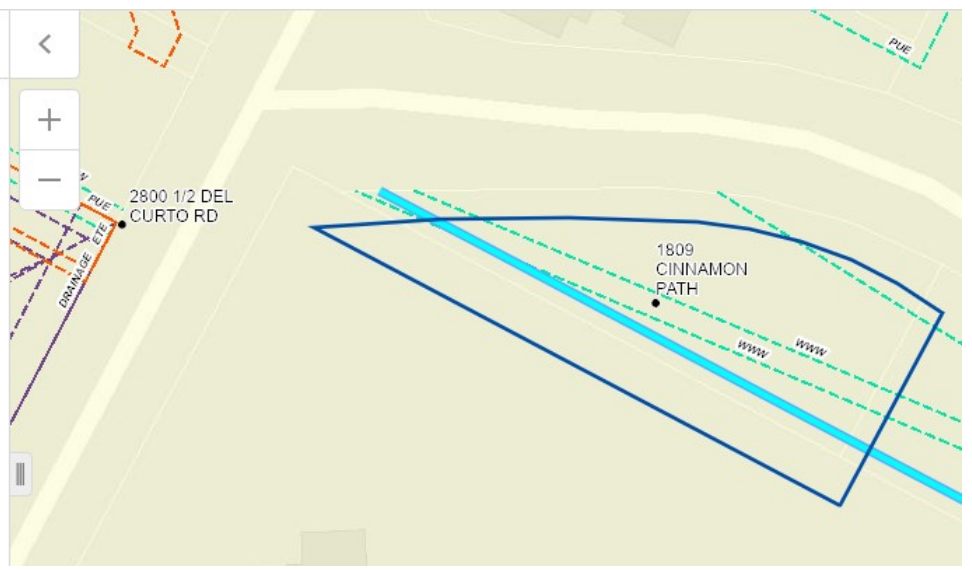 PUE
2800 1/2 DEL
CURTO RD
PUE
ETE
DRAINAGE
1809
CINNAMON
PATH
WWW
WWW